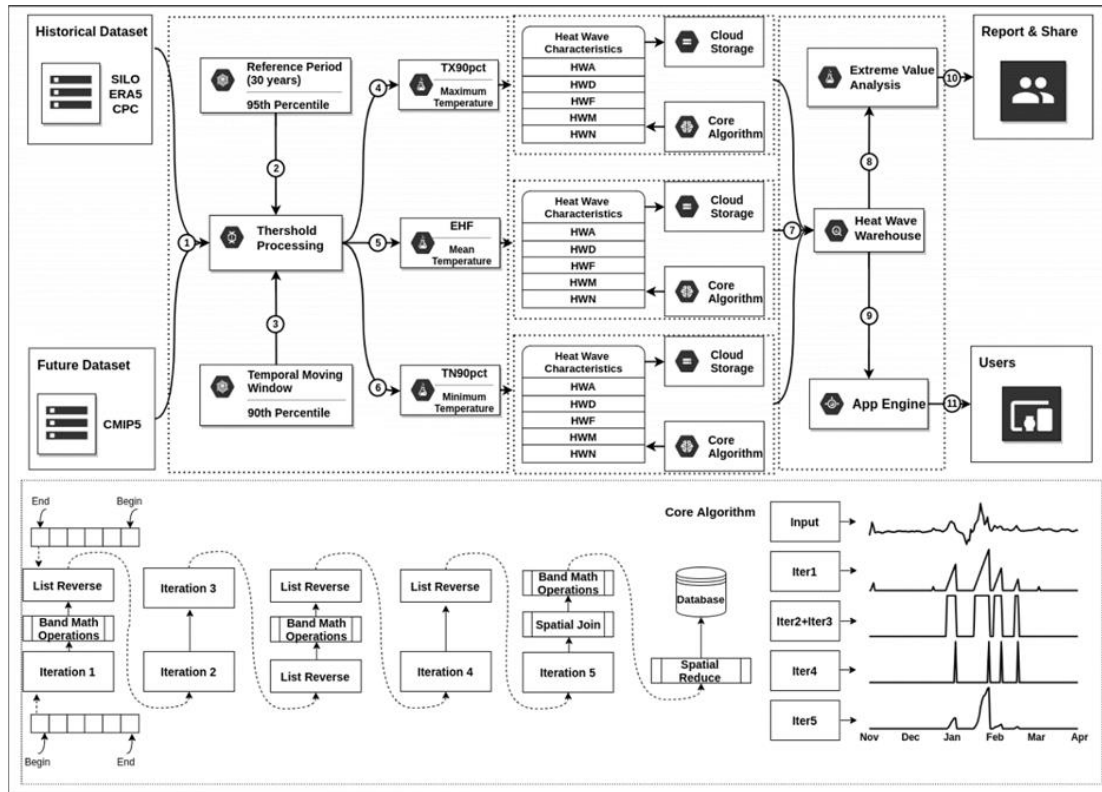 Historical Dataset
SILO
ERA5
CPC
Future Dataset
CMIP5
Reference Period
(30 years)
95th Percentile
2
1
Thershold
Processing
3
Temporal Moving
Window
90th Percentile
4
TX90pct
Maximum
Temperature
5
EHF
Mean
Temperature
6
TN90pct
Minimum
Temperature
Heat Wave
Characteristics
HWA
HWD
HWF
HWM
HWN
Cloud
Storage
Core
Algorithm
Heat Wave
Characteristics
HWA
HWD
HWF
HWM
HWN
Cloud
Storage
Core
Algorithm
Heat Wave
Characteristics
HWA
HWD
HWF
HWM
HWN
Cloud
Storage
Core
Algorithm
7
Extreme Value
Analysis
8
Heat Wave
Warehouse
9
App Engine
10
Report & Share
11
Users
End
Begin
List Reverse
Band Math
Operations
Iteration 1
Begin
End
Iteration 3
Iteration 2
List Reverse
Band Math
Operations
List Reverse
List Reverse
Iteration 4
Band Math
Operations
Spatial Join
Iteration 5
Core Algorithm
Database
Spatial
Reduce
Input
Iter1
Iter2+Iter3
Iter4
Iter5
Nov Dec Jan Feb Mar Apr